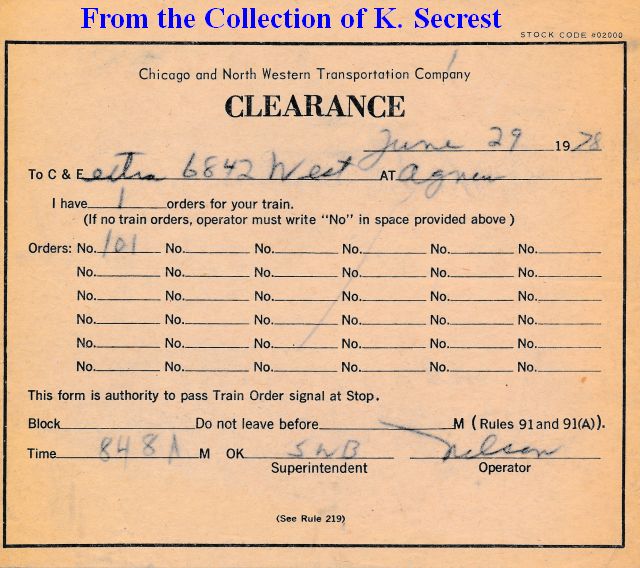 From the Collection of K. Secrest
STOCK CODE #02000
Chicago and North Western Transportation Company
CLEARANCE
June 29 1978
To C & E extra 6842 West AT Agnew
I have 1 orders for your train.
(If no train orders, operator must write "No" in space provided above)
Orders: No. 101 No. No. No. No. No.
No. No. No. No. No. No.
No. No. No. No. No. No.
No. No. No. No. No. No.
No. No. No. No. No. No.
No. No. No. No. No. No.
This form is authority to pass Train Order signal at Stop.
Block Do not leave before M (Rules 91 and 91(A)).
Time 848A M OK SWB Nelson
Superintendent Operator
(See Rule 219)